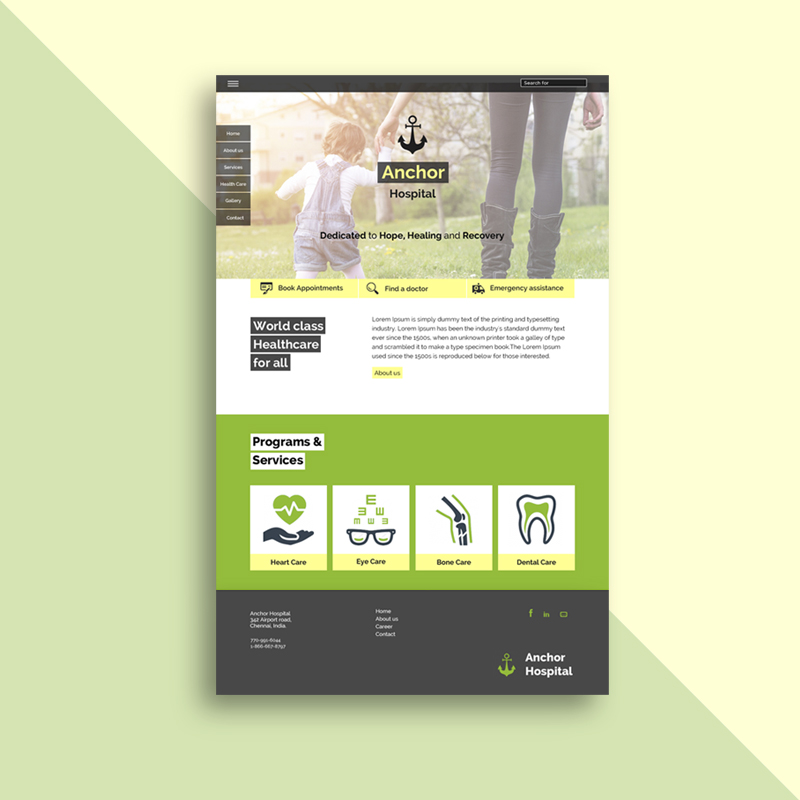 Search for
Home
About us
Services
Health Care
Gallery
Contact
Anchor
Hospital
Dedicated to Hope, Healing and Recovery
Book Appointments
Find a doctor
Emergency assistance
World class
Healthcare
for all
Lorem Ipsum is simply dummy text of the printing and typesetting
industry. Lorem Ipsum has been the industry's standard dummy text
ever since the 1500s, when an unknown printer took a galley of type
and scrambled it to make a type specimen book.The Lorem Ipsum
used since the 1500s is reproduced below for those interested.
About us
Programs &
Services
E
E E
E E E
Heart Care
Eye Care
Bone Care
Dental Care
Anchor Hospital
342 Airport road,
Chennai, India.
770-991-8044
1-866-667-8797
Home
About us
Career
Contact
f
in
Anchor
Hospital